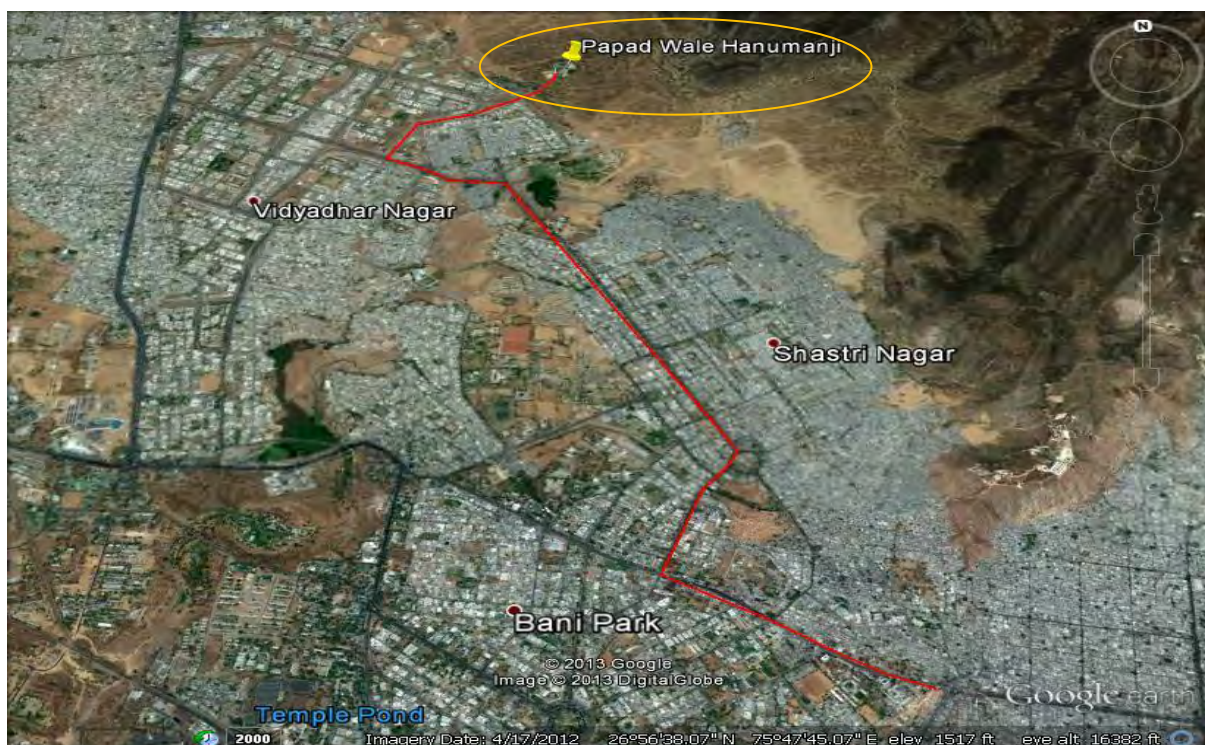 N
Papad Wale Hanumanji
Vidyadhar Nagar
Shastri Nagar
Bani Park
© 2013 Google
Image © 2013 DigitalGlobe
Google earth
Temple Pond
2000
Imagery Date: 4/17/2012 26°56'38.07" N 75°47'45.07" E elev 1517 ft eye alt 16382 ft